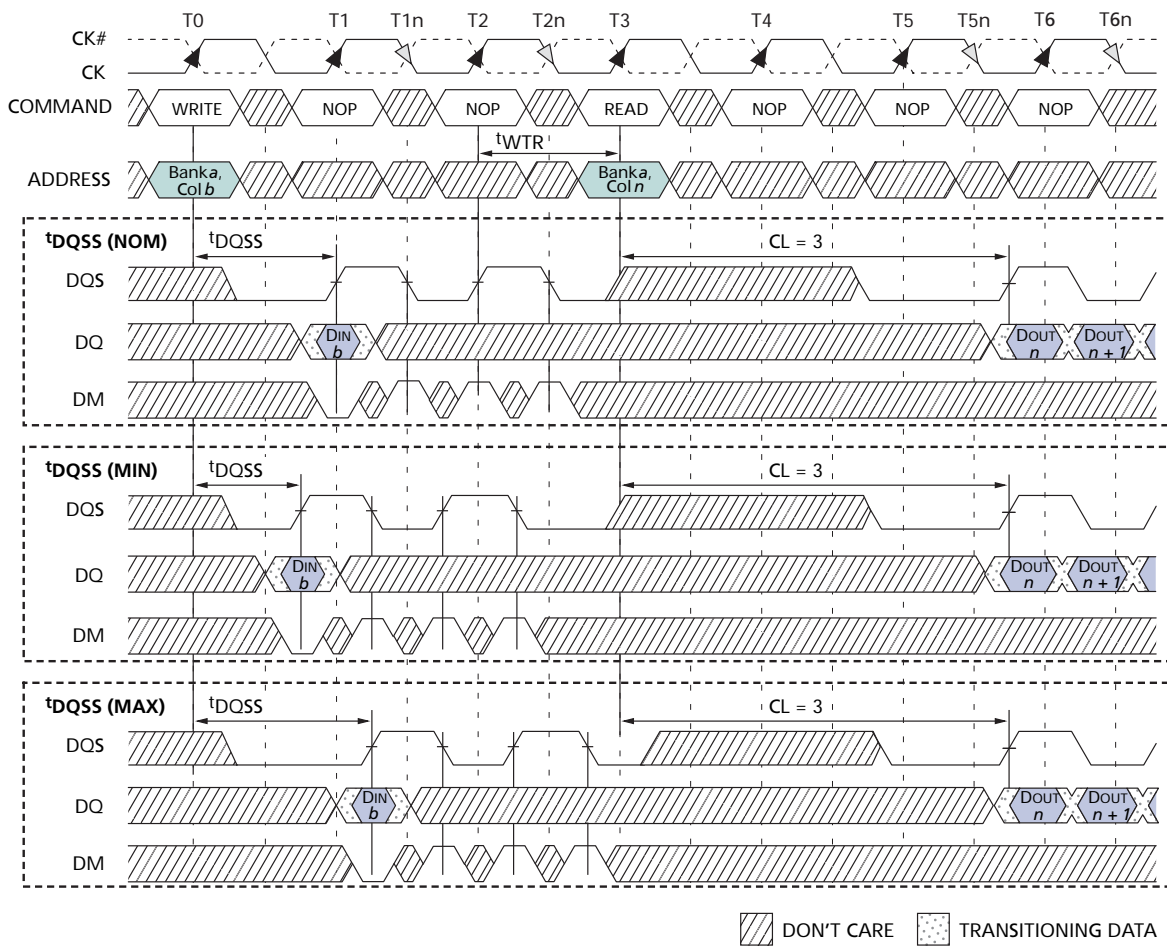 T0 T1 T1n T2 T2n T3 T4 T5 T5n T6 T6n
CK#
CK
COMMAND WRITE NOP NOP READ NOP NOP NOP
tWTR
ADDRESS Bank a, Col b Bank a, Col n
tDQSS (NOM) tDQSS CL = 3
DQS
DQ DIN b DOUT n DOUT n + 1
DM
tDQSS (MIN) tDQSS CL = 3
DQS
DQ DIN b DOUT n DOUT n + 1
DM
tDQSS (MAX) tDQSS CL = 3
DQS
DQ DIN b DOUT n DOUT n + 1
DM
DON'T CARE TRANSITIONING DATA